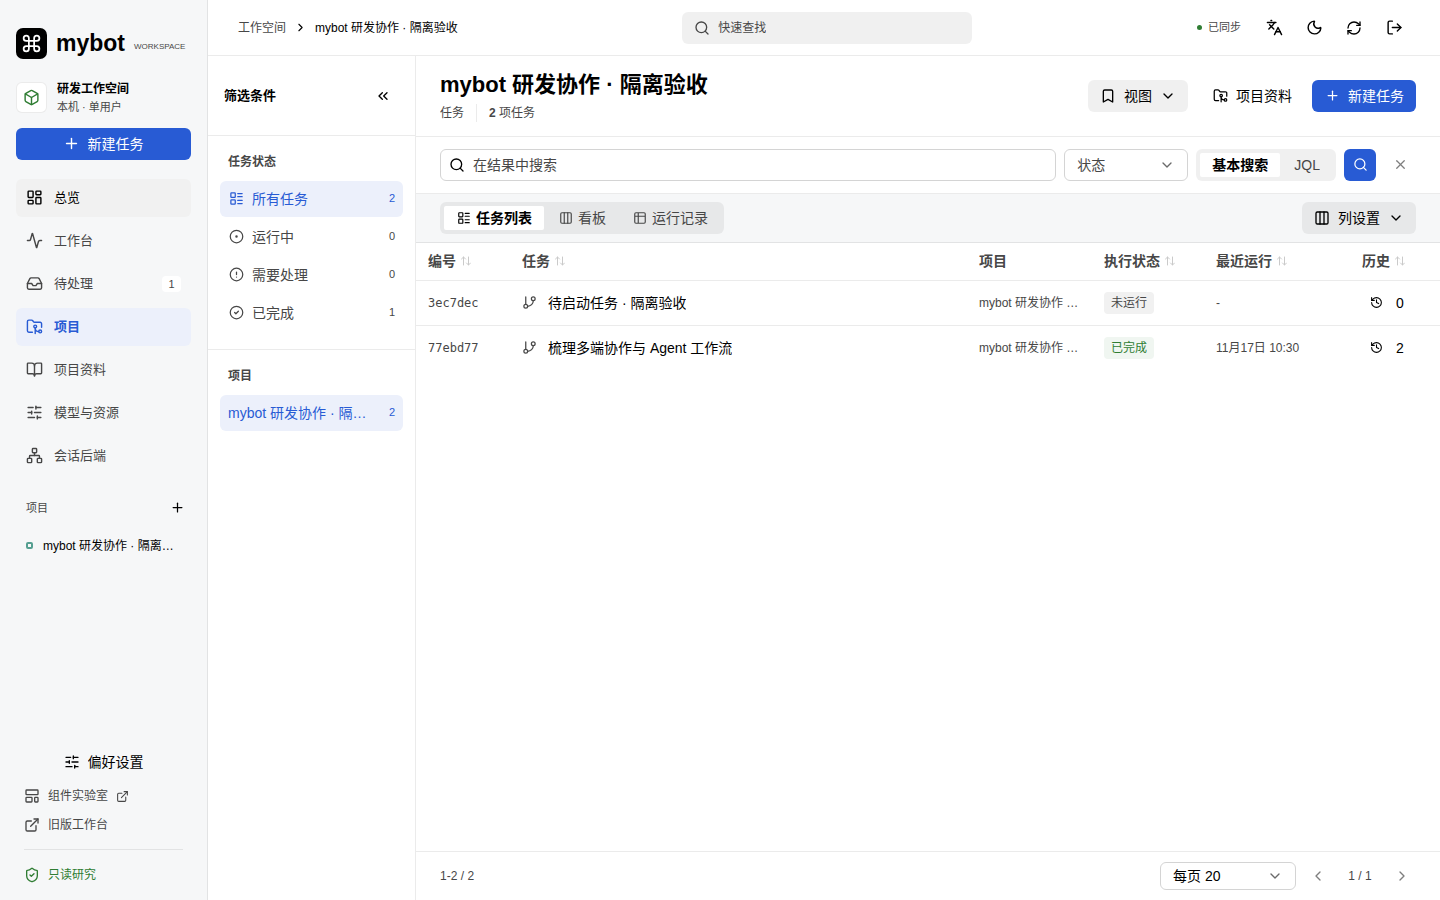 mybot WORKSPACE
研发工作空间
本机 · 单用户
新建任务
总览
工作台
待处理 1
项目
项目资料
模型与资源
会话后端
项目
mybot 研发协作 · 隔离…
偏好设置
组件实验室
旧版工作台
只读研究
工作空间 mybot 研发协作 · 隔离验收
快速查找
已同步
筛选条件
任务状态
所有任务 2
运行中 0
需要处理 0
已完成 1
项目
mybot 研发协作 · 隔… 2
mybot 研发协作 · 隔离验收
任务 2 项任务
视图 项目资料 新建任务
在结果中搜索 状态 基本搜索 JQL
任务列表 看板 运行记录 列设置
编号 任务 项目 执行状态 最近运行 历史
3ec7dec 待启动任务 · 隔离验收 mybot 研发协作 … 未运行 - 0
77ebd77 梳理多端协作与 Agent 工作流 mybot 研发协作 … 已完成 11月17日 10:30 2
1-2 / 2 每页 20 1 / 1